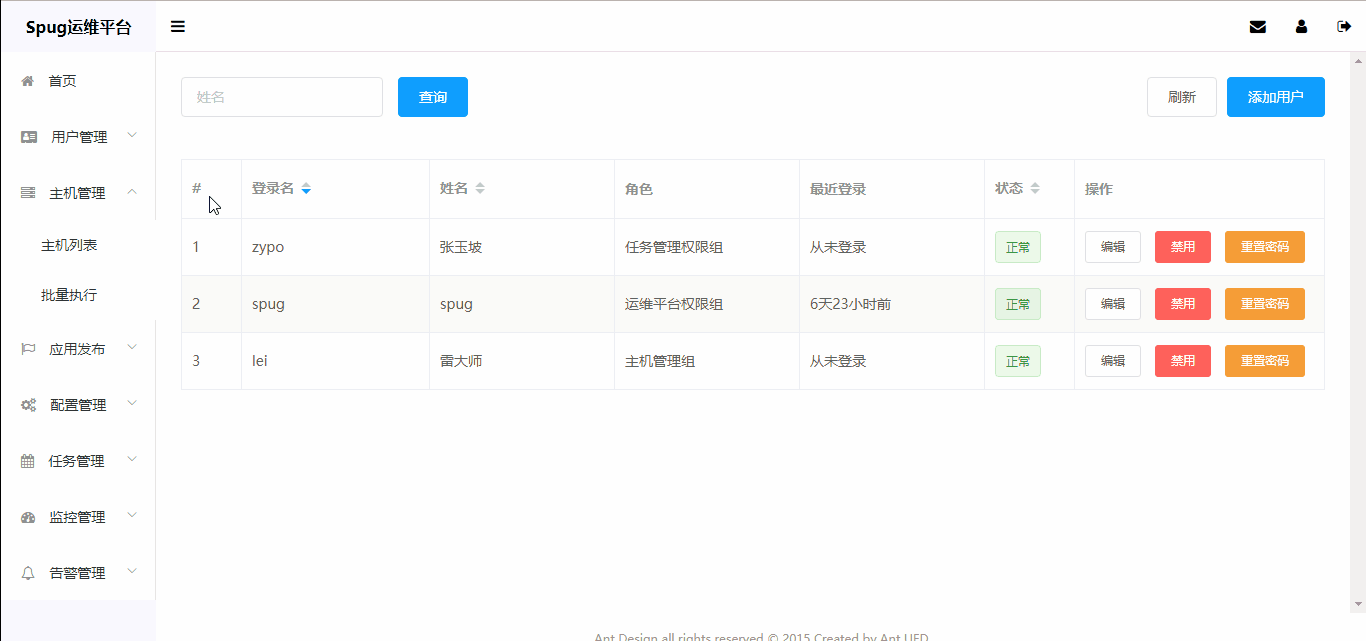 Spug运维平台
首页
用户管理
主机管理
主机列表
批量执行
应用发布
配置管理
任务管理
监控管理
告警管理
姓名 查询 刷新 添加用户
# 登录名 姓名 角色 最近登录 状态 操作
1 zypo 张玉坡 任务管理权限组 从未登录 正常 编辑 禁用 重置密码
2 spug spug 运维平台权限组 6天23小时前 正常 编辑 禁用 重置密码
3 lei 雷大师 主机管理组 从未登录 正常 编辑 禁用 重置密码
Ant Design all rights reserved © 2015 Created by Ant UED